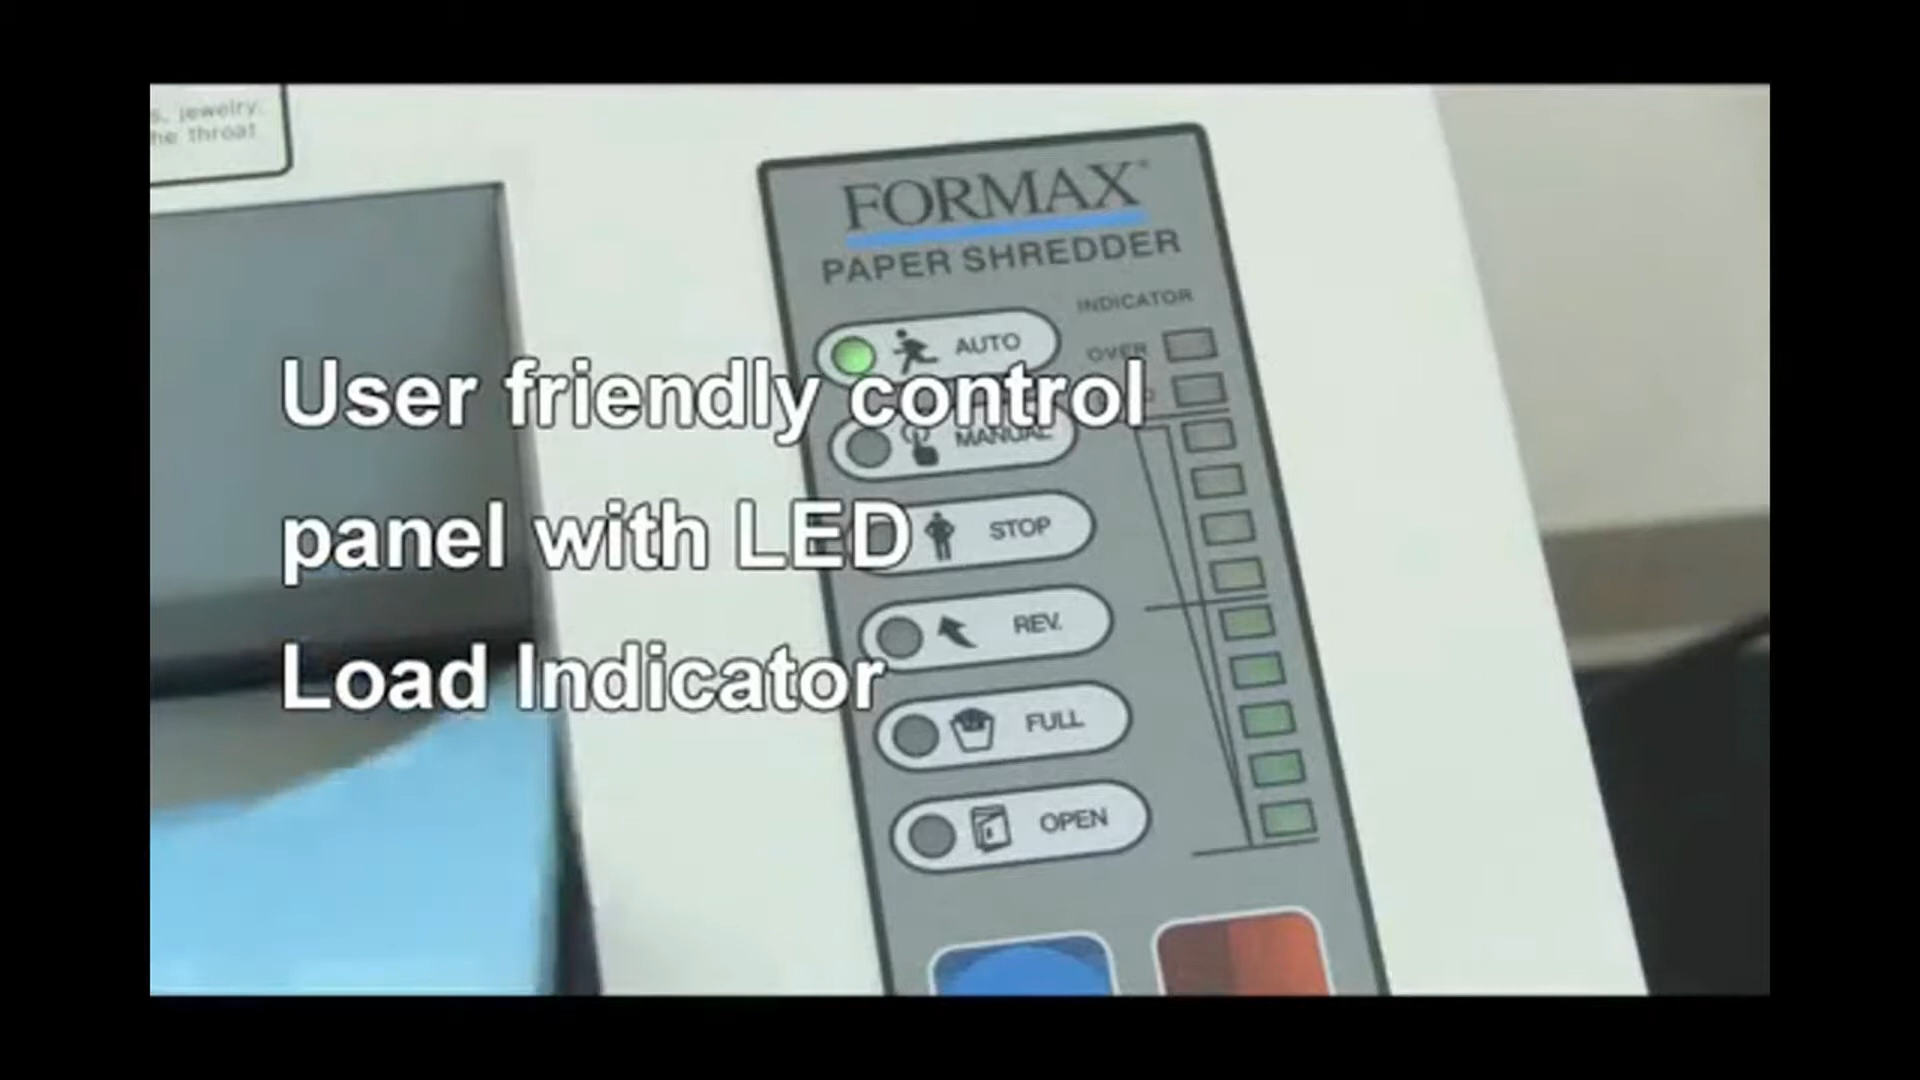 s, jewelry.
he throat
FORMAX
PAPER SHREDDER
INDICATOR
AUTO
OVER
MANUAL
STOP
REV.
FULL
OPEN
User friendly control
panel with LED
Load Indicator